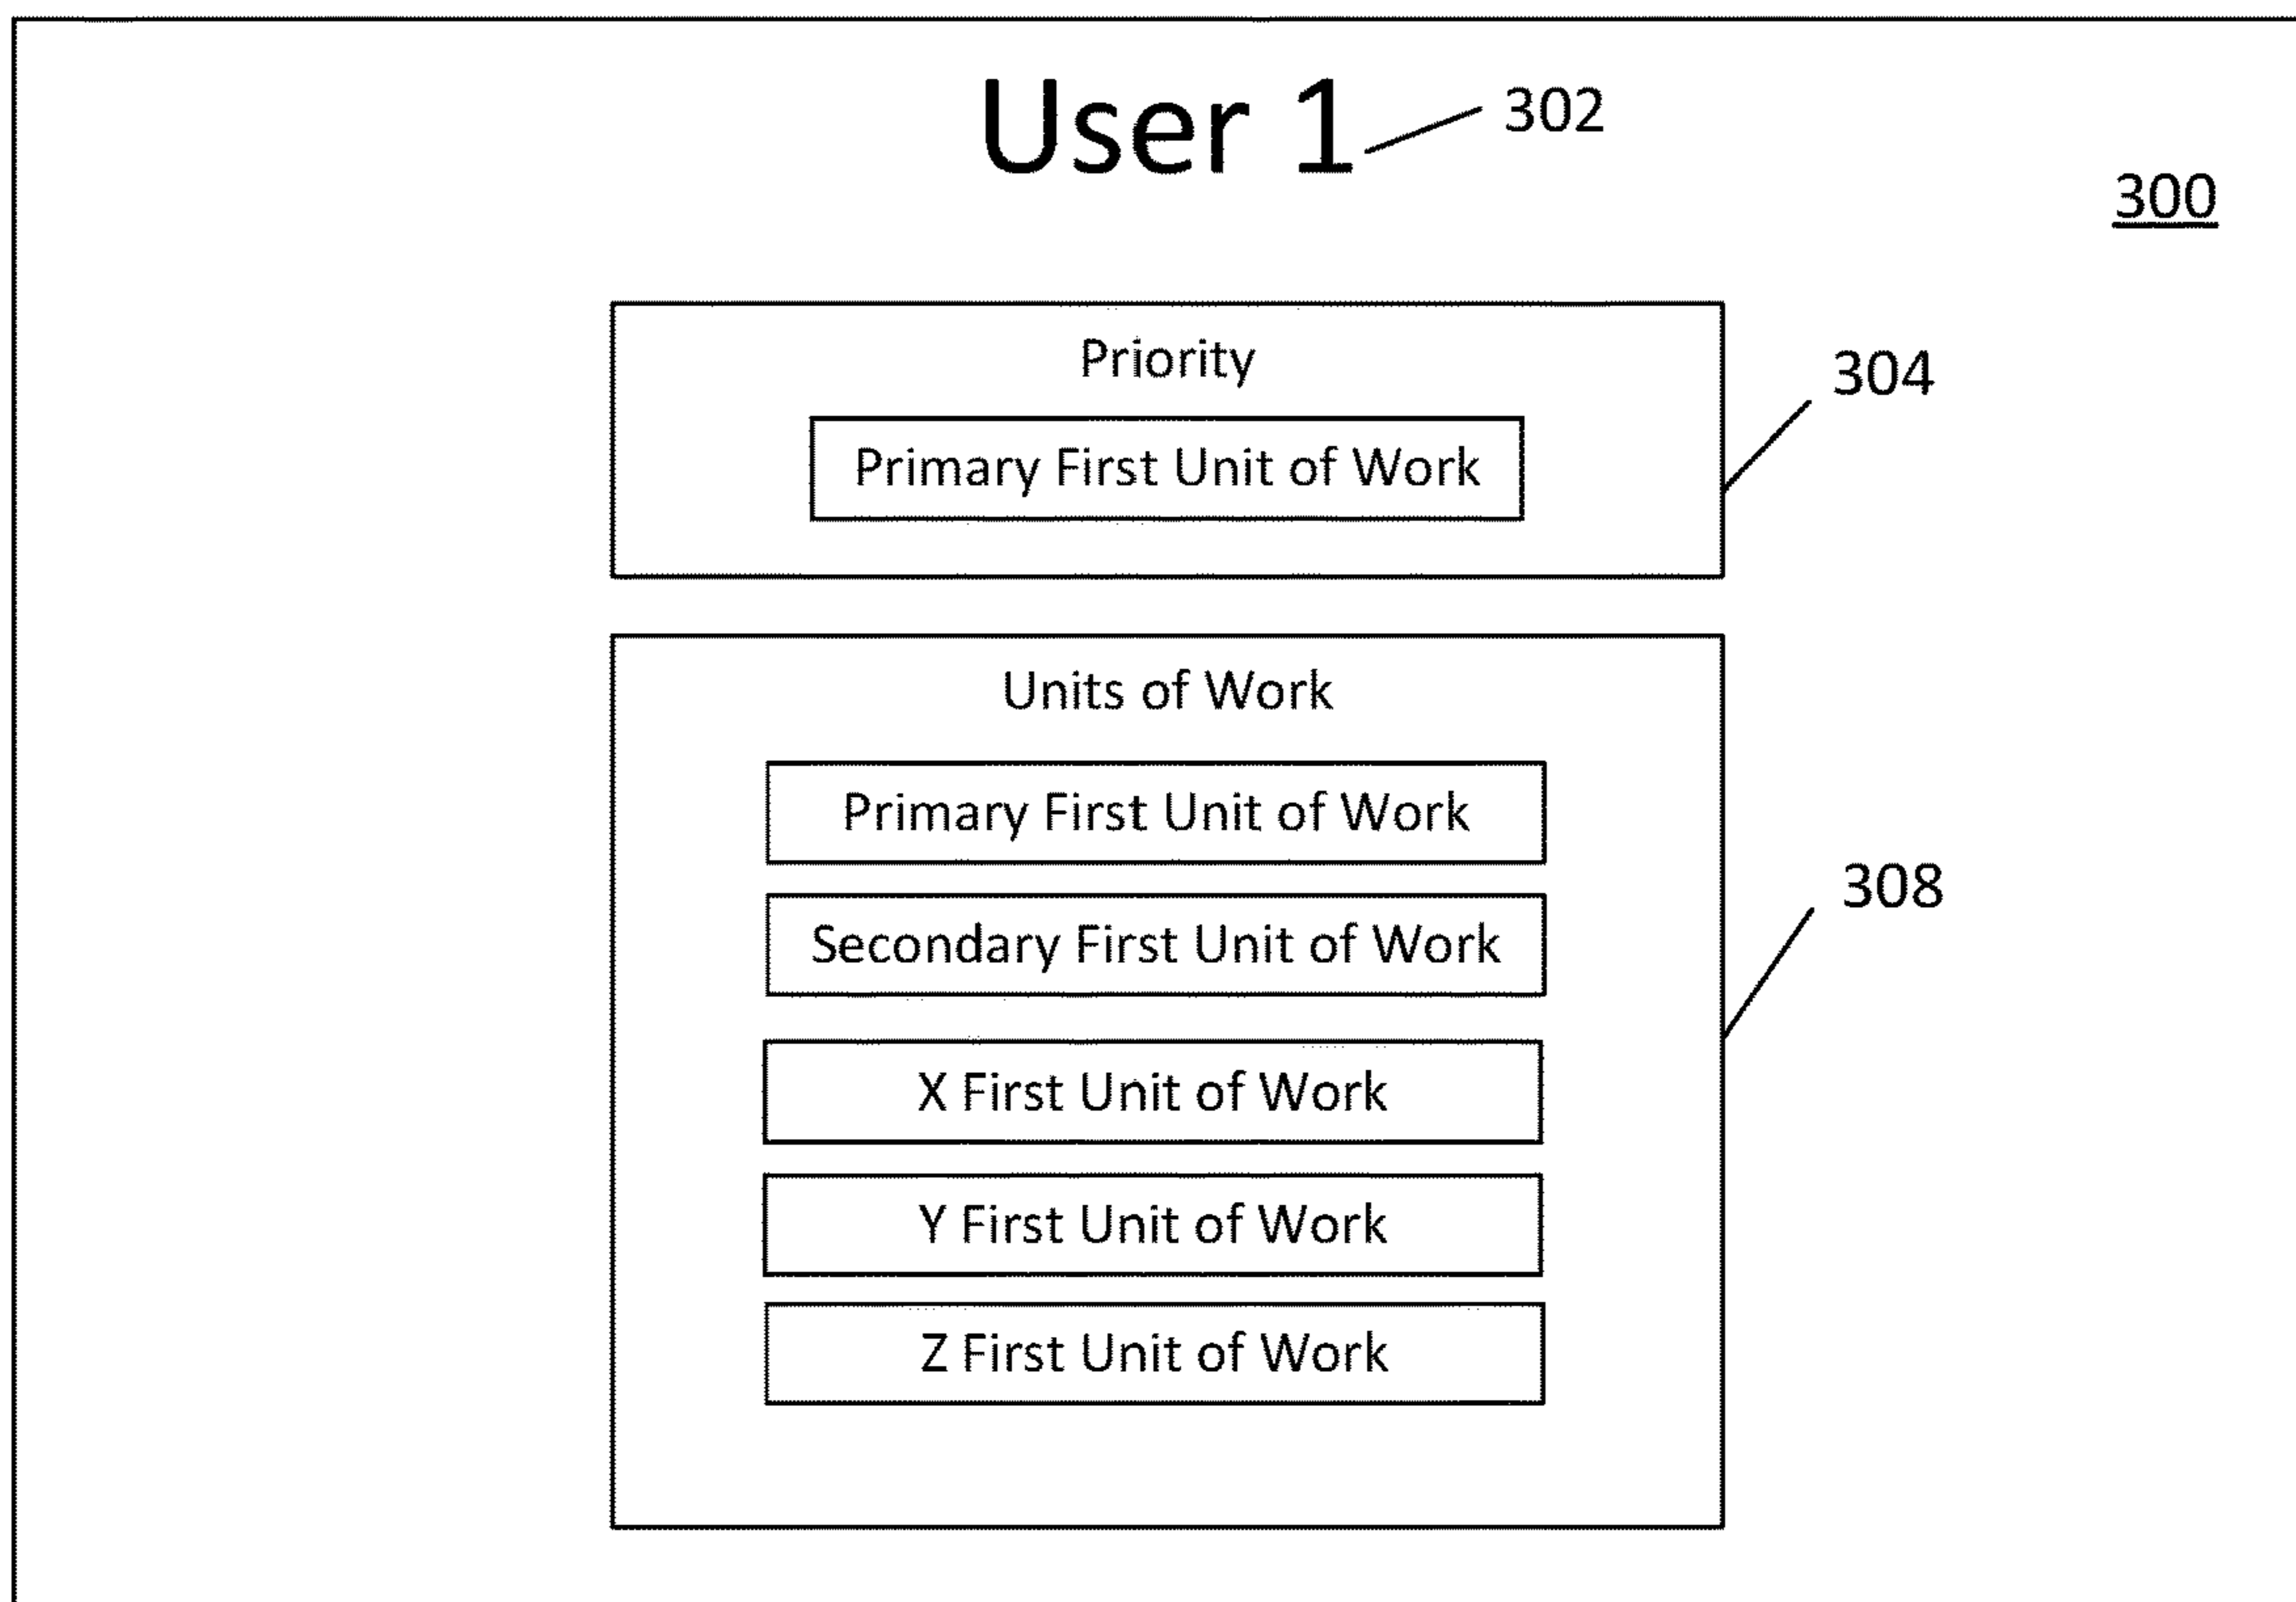 User 1
302
300
Priority
304
Primary First Unit of Work
Units of Work
Primary First Unit of Work
308
Secondary First Unit of Work
X First Unit of Work
Y First Unit of Work
Z First Unit of Work